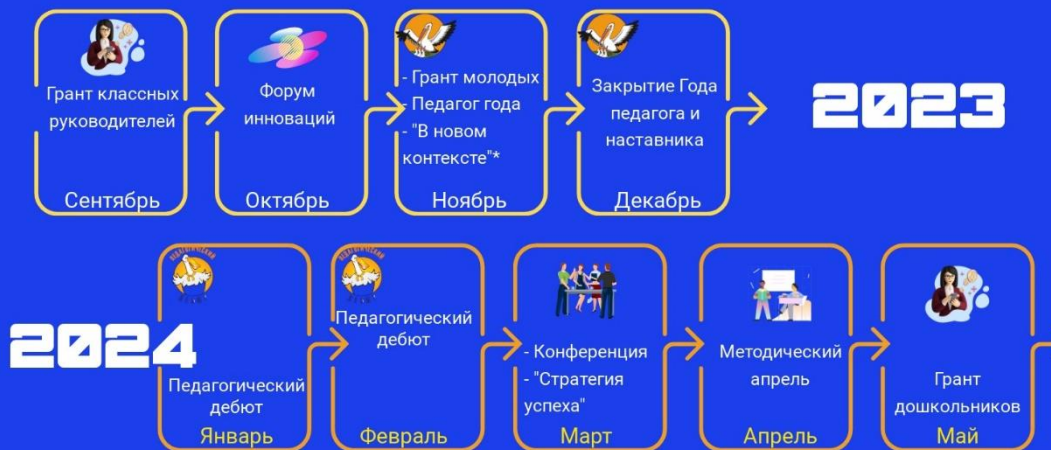 Грант классных
руководителей
Сентябрь
Форум
инноваций
Октябрь
- Грант молодых
- Педагог года
- "В новом
контексте"*
Ноябрь
Закрытие Года
педагога и
наставника
Декабрь
2023
2024
Педагогический
дебют
Январь
Педагогический
дебют
Февраль
- Конференция
- "Стратегия
успеха"
Март
Методический
апрель
Апрель
Грант
дошкольников
Май